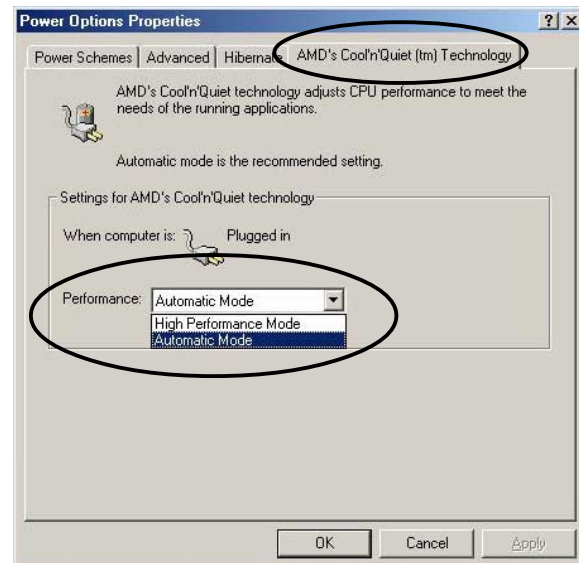 Power Options Properties
Power Schemes
Advanced
Hibernate
AMD's Cool'n'Quiet (tm) Technology
AMD's Cool'n'Quiet technology adjusts CPU performance to meet the
needs of the running applications.
Automatic mode is the recommended setting.
Settings for AMD's Cool'n'Quiet technology
When computer is: Plugged in
Performance: Automatic Mode
High Performance Mode
Automatic Mode
OK
Cancel
Apply